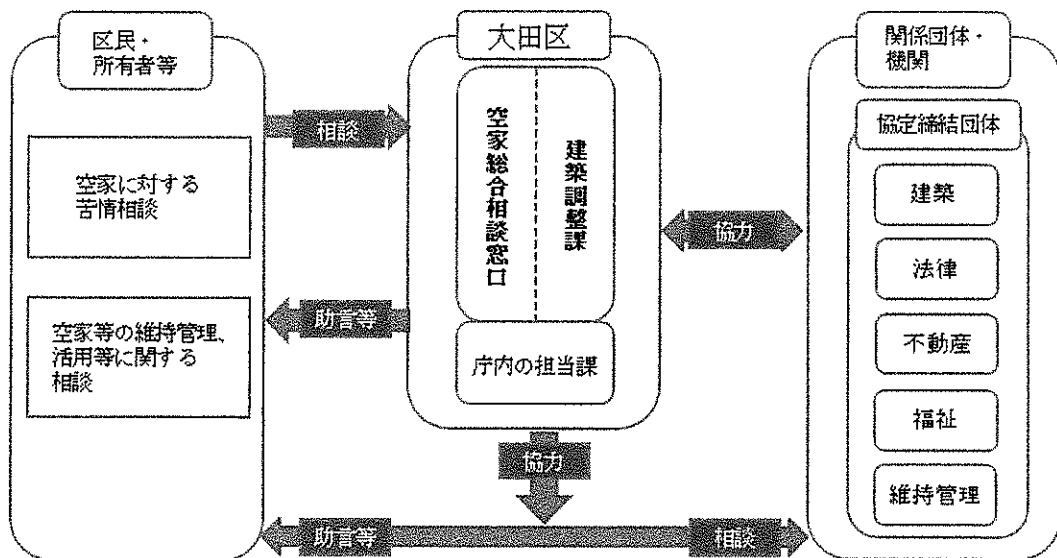 区民・
所有者等
空家に対する
苦情相談
空家等の維持管理、
活用等に関する
相談
相談
助言等
大田区
空家総合相談窓口
建築調整課
庁内の担当課
協力
協力
関係団体・
機関
協定締結団体
建築
法律
不動産
福祉
維持管理
助言等
相談